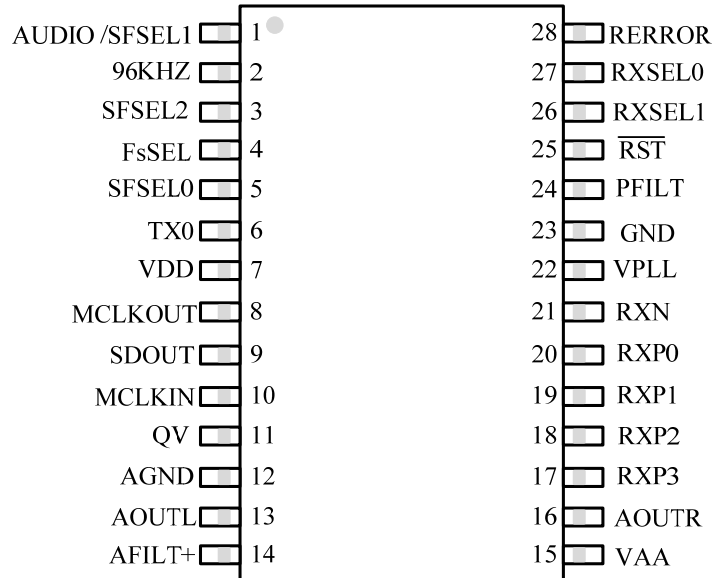 AUDIO /SFSEL1 1 28 RERROR
96KHZ 2 27 RXSEL0
SFSEL2 3 26 RXSEL1
FsSEL 4 25 R̅S̅T̅
SFSEL0 5 24 PFILT
TX0 6 23 GND
VDD 7 22 VPLL
MCLKOUT 8 21 RXN
SDOUT 9 20 RXP0
MCLKIN 10 19 RXP1
QV 11 18 RXP2
AGND 12 17 RXP3
AOUTL 13 16 AOUTR
AFILT+ 14 15 VAA